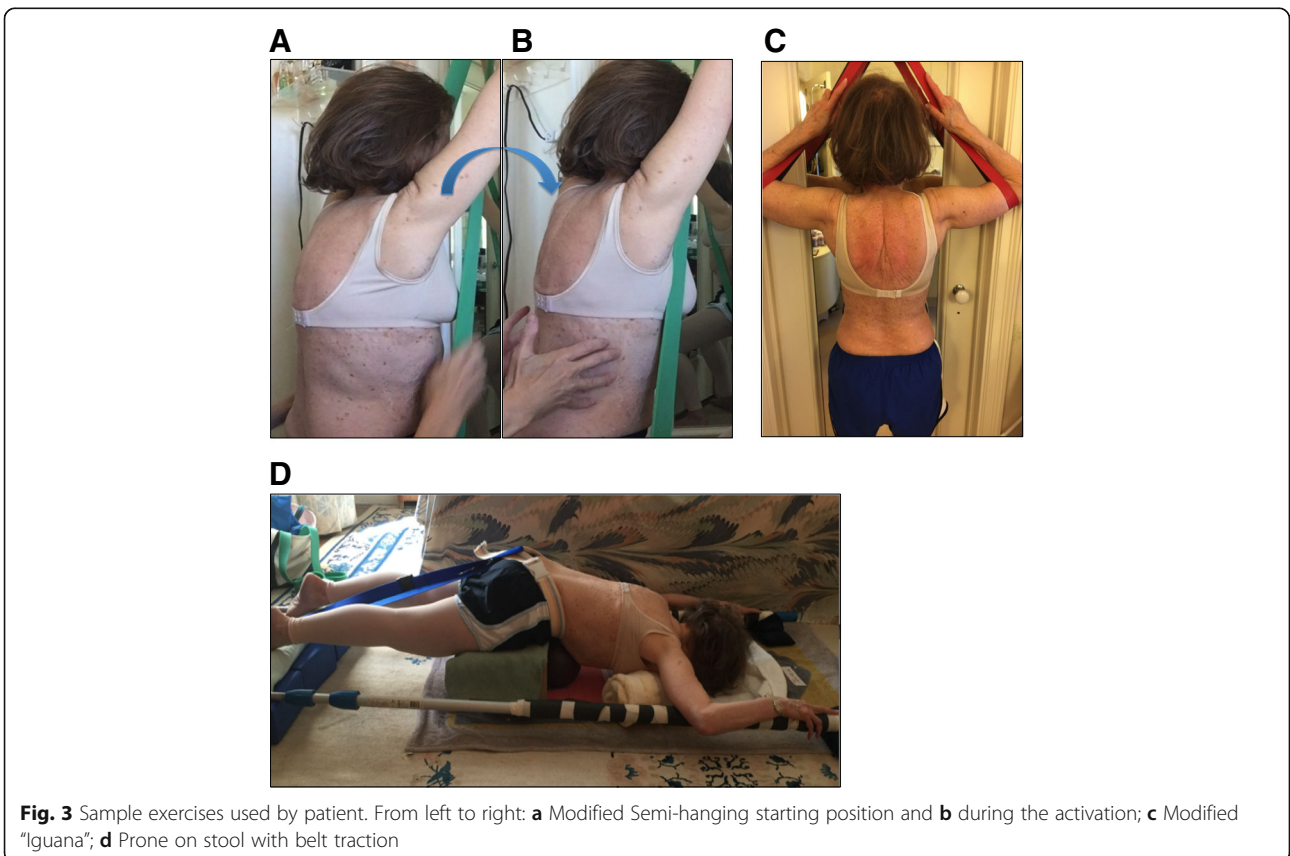 A
B
C
D
Fig. 3 Sample exercises used by patient. From left to right: a Modified Semi-hanging starting position and b during the activation; c Modified
“Iguana”; d Prone on stool with belt traction